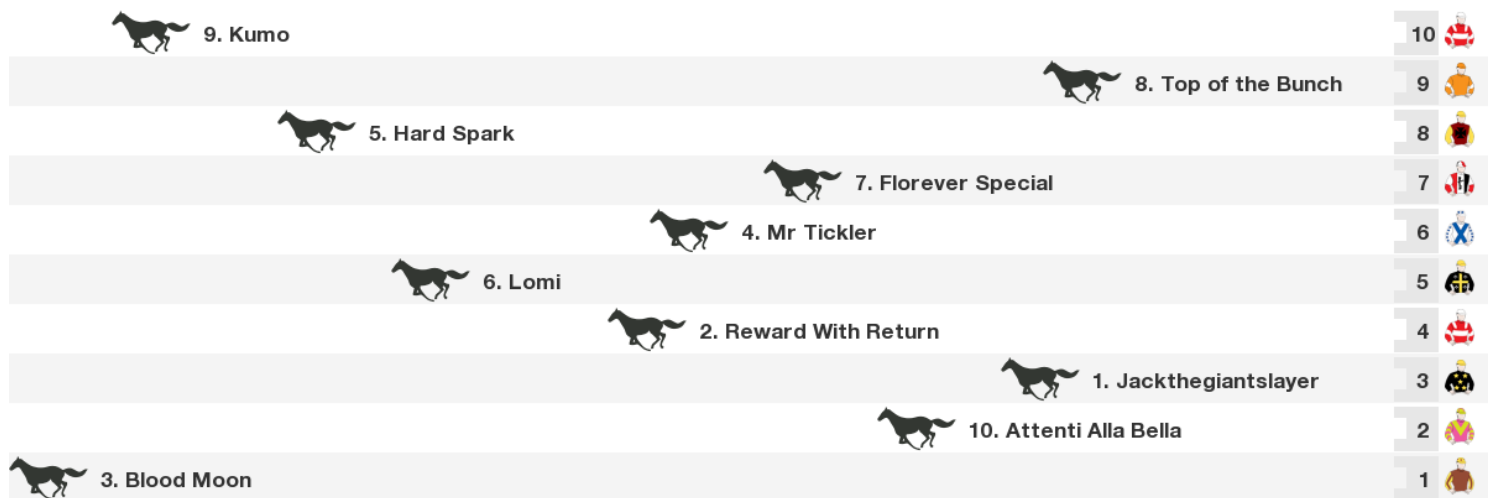 9. Kumo 10
8. Top of the Bunch 9
5. Hard Spark 8
7. Florever Special 7
4. Mr Tickler 6
6. Lomi 5
2. Reward With Return 4
1. Jackthegiantslayer 3
10. Attenti Alla Bella 2
3. Blood Moon 1